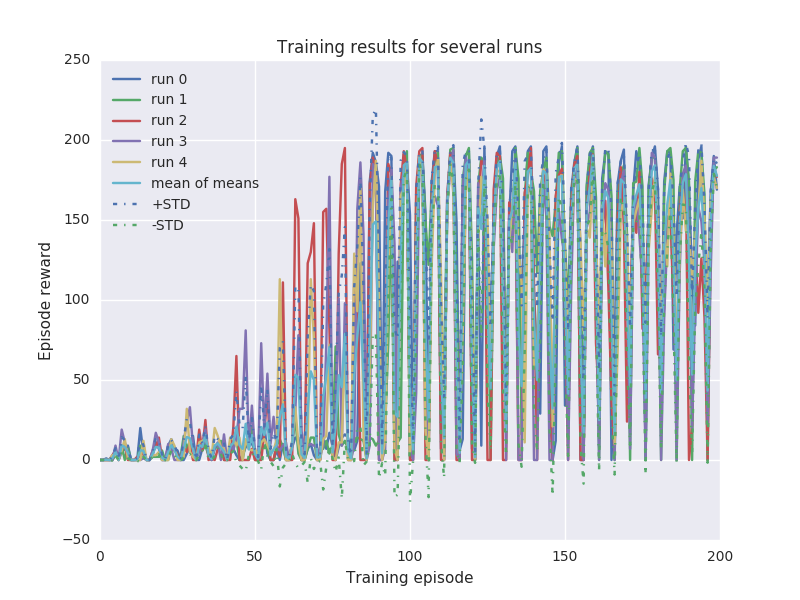 Training results for several runs
250
200
150
100
50
0
−50
run 0
run 1
run 2
run 3
run 4
mean of means
+STD
-STD
Episode reward
0 50 100 150 200
Training episode